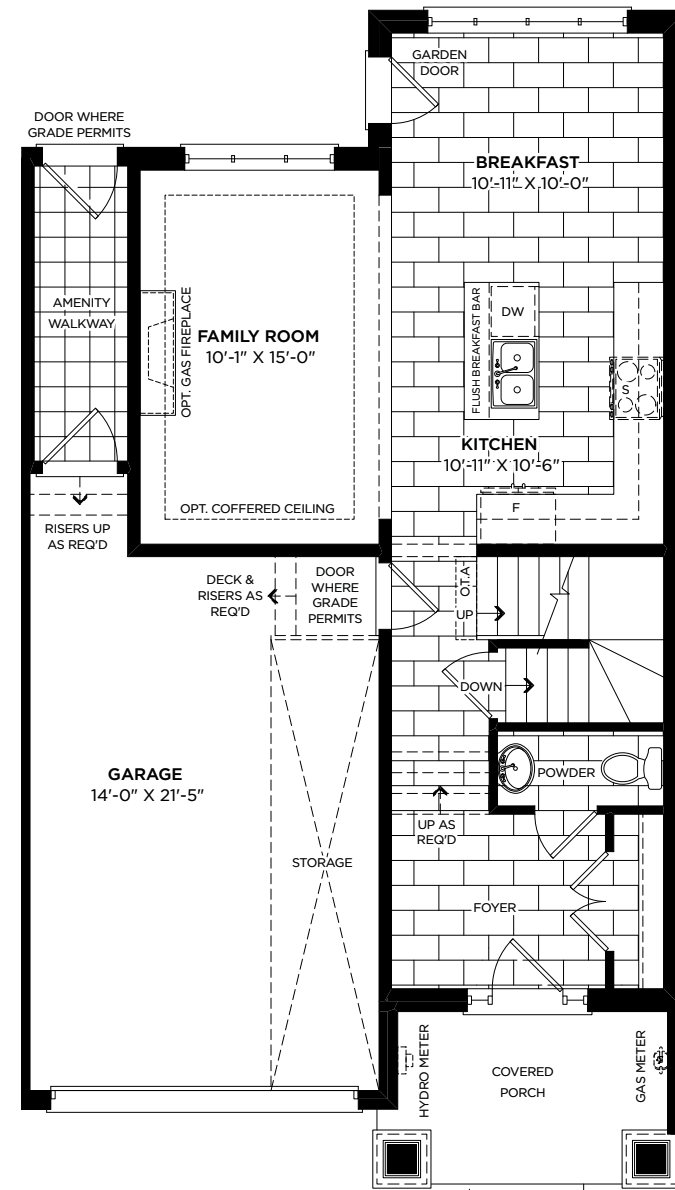 GARDEN
DOOR
DOOR WHERE
GRADE PERMITS
BREAKFAST
10'-11" X 10'-0"
AMENITY
WALKWAY
OPT. GAS FIREPLACE
FAMILY ROOM
10'-1" X 15'-0"
FLUSH BREAKFAST BAR
DW
S
KITCHEN
10'-11" X 10'-6"
F
OPT. COFFERED CEILING
RISERS UP
AS REQ'D
DECK &
RISERS AS
REQ'D
DOOR
WHERE
GRADE
PERMITS
O.T.A
UP
DOWN
GARAGE
14'-0" X 21'-5"
POWDER
UP AS
REQ'D
STORAGE
FOYER
HYDRO METER
COVERED
PORCH
GAS METER